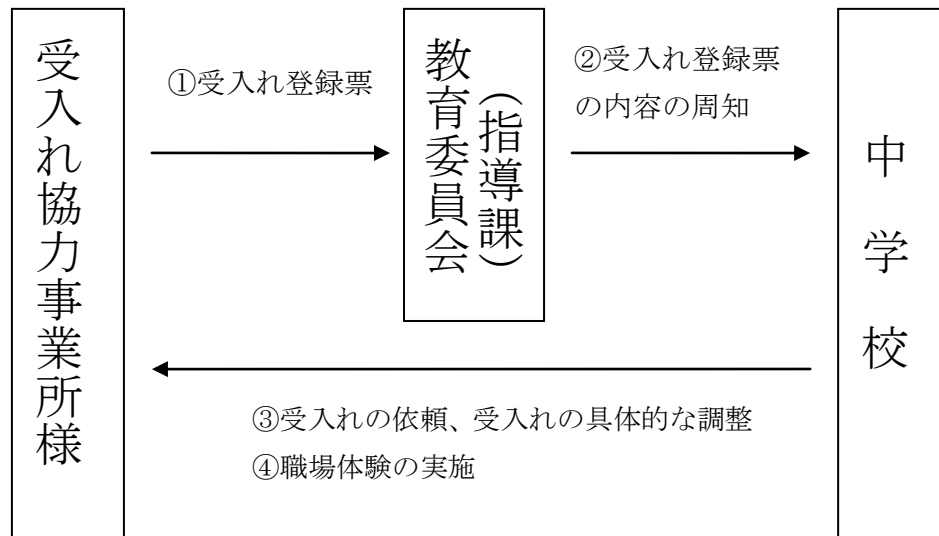 受入れ協力事業所様
①受入れ登録票
教育委員会
（指導課）
②受入れ登録票
の内容の周知
中学校
③受入れの依頼、受入れの具体的な調整
④職場体験の実施